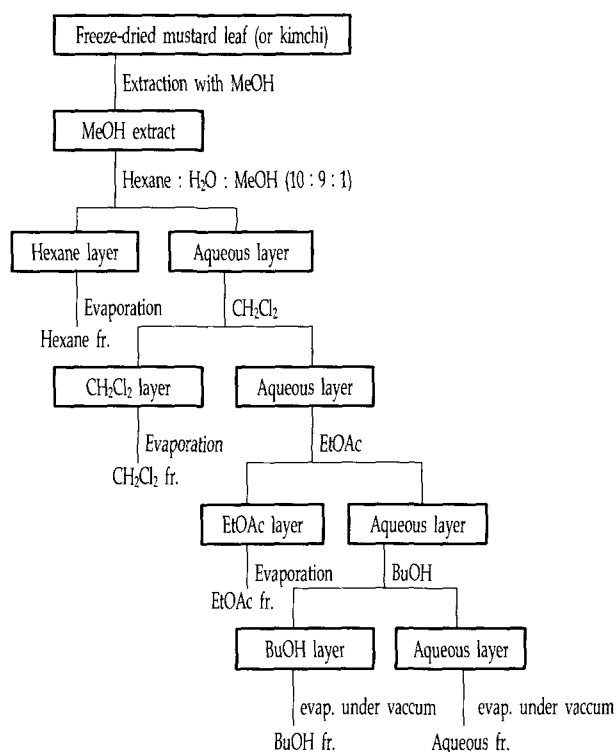 Freeze-dried mustard leaf (or kimchi)
Extraction with MeOH
MeOH extract
Hexane : H₂O : MeOH (10 : 9 : 1)
Hexane layer
Aqueous layer
Evaporation
CH₂Cl₂
Hexane fr.
CH₂Cl₂ layer
Aqueous layer
Evaporation
EtOAc
CH₂Cl₂ fr.
EtOAc layer
Aqueous layer
Evaporation
BuOH
EtOAc fr.
BuOH layer
Aqueous layer
evap. under vaccum
evap. under vaccum
BuOH fr.
Aqueous fr.